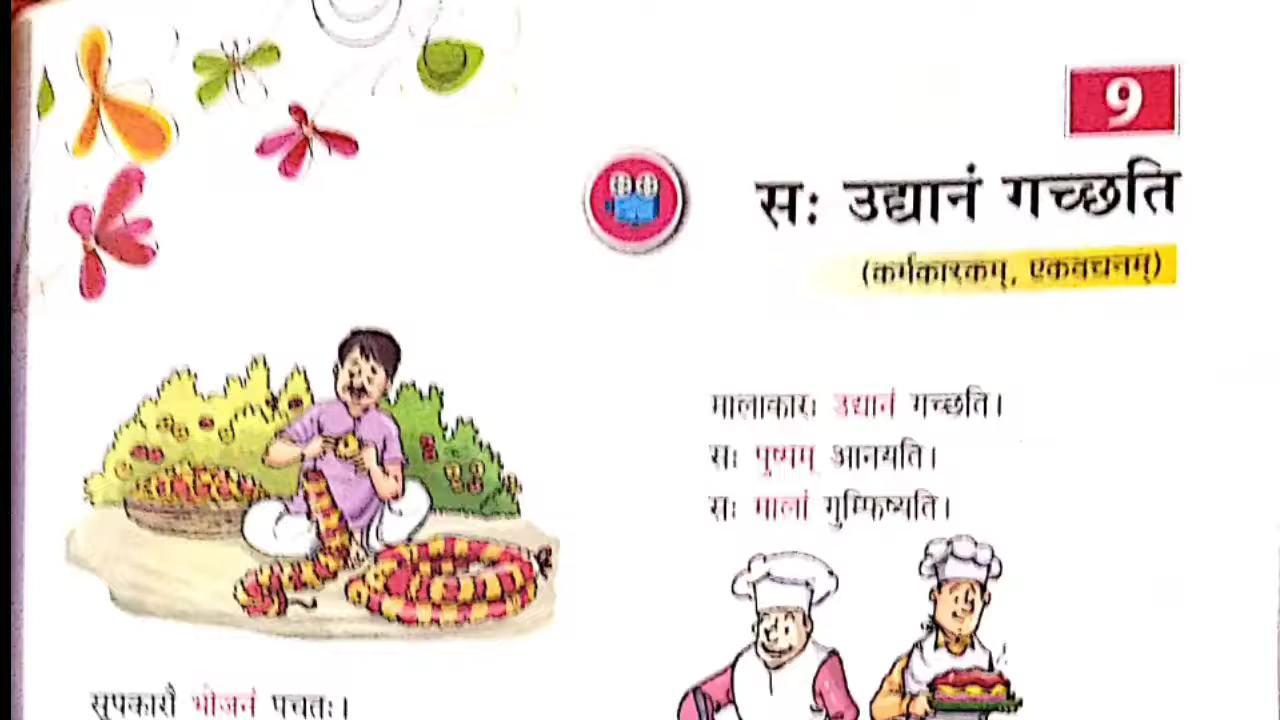 9
सः उद्यानं गच्छति
(कर्मकारकम्, एकवचनम्)
मालाकारः उद्यानं गच्छति।
सः पुष्पम् आनयति।
सः मालां गुम्फिष्यति।
सूपकारौ भोजनं पचतः।